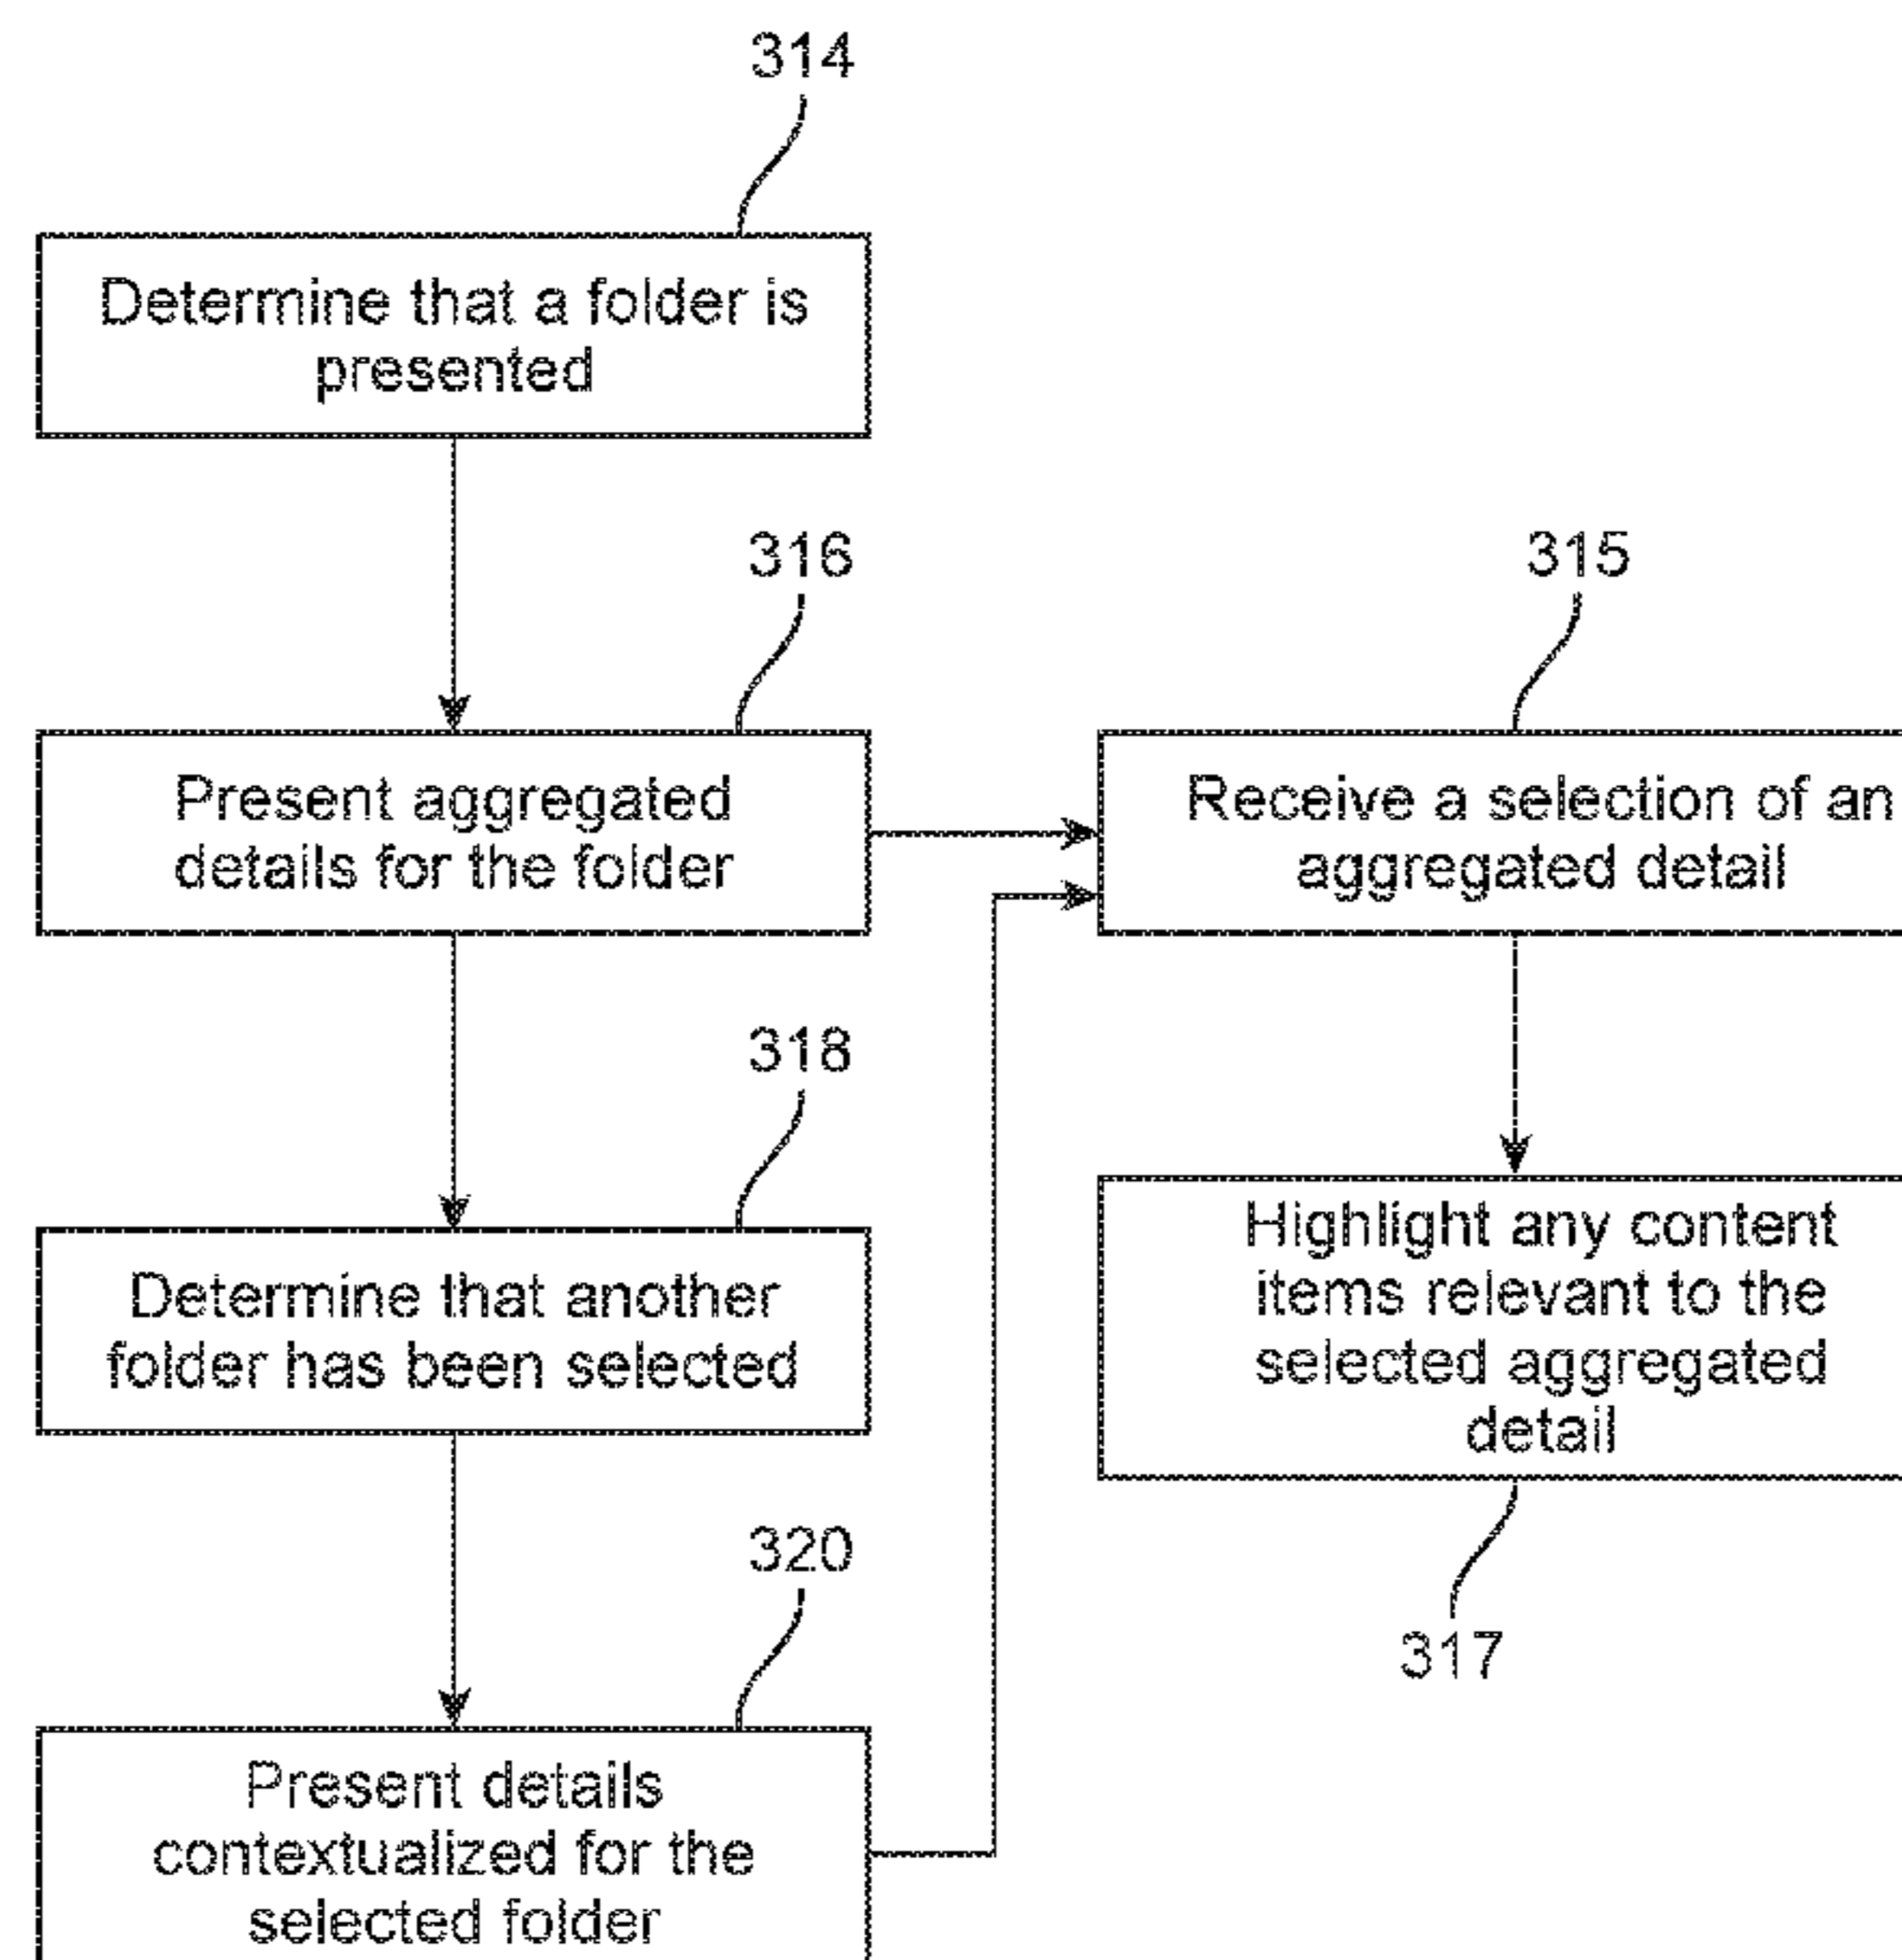 314
Determine that a folder is
presented
316
Present aggregated
details for the folder
315
Receive a selection of an
aggregated detail
318
Determine that another
folder has been selected
Highlight any content
items relevant to the
selected aggregated
detail
317
320
Present details
contextualized for the
selected folder